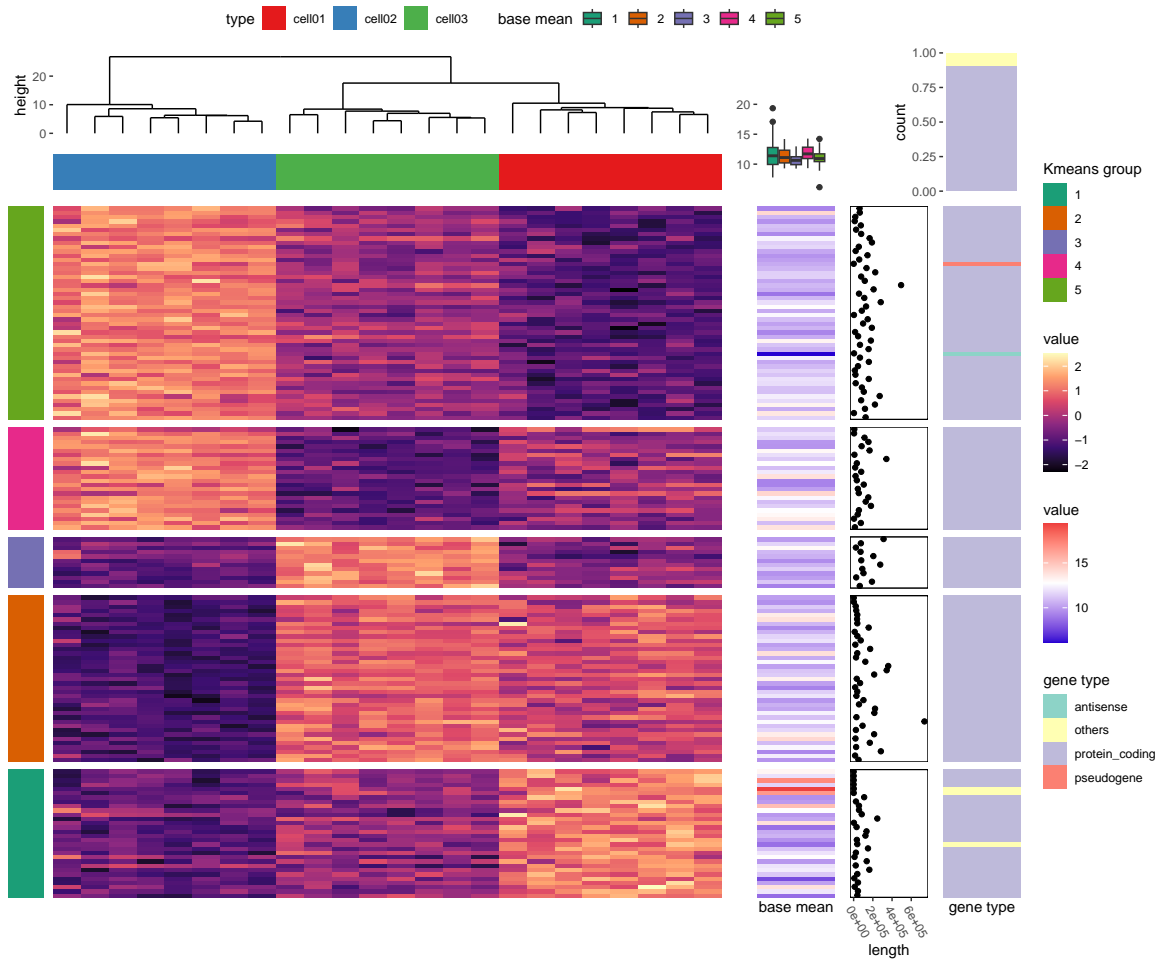 type cell01 cell02 cell03 base mean 1 2 3 4 5
height
20
10
0
20
15
10
count
1.00
0.75
0.50
0.25
0.00
Kmeans group
1
2
3
4
5
value
2
1
0
−1
−2
value
15
10
gene type
antisense
others
protein_coding
pseudogene
base mean
0e+00
2e+05
4e+05
6e+05
length
gene type